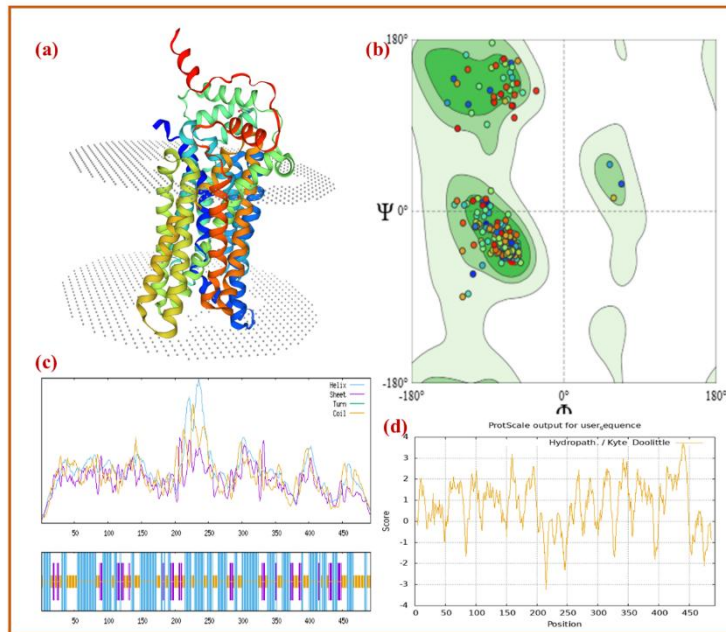 (a)
(b)
180°
Ψ 0°
-180°
-180° 0° 180°
Φ
(c)
Helix
Sheet
Turn
Coil
50 100 150 200 250 300 350 400 450
50 100 150 200 250 300 350 400 450
(d)
ProtScale output for user_sequence
Hydropath. / Kyte Doolittle
4
3
2
1
0
-1
-2
-3
-4
Score
0 50 100 150 200 250 300 350 400 450
Position